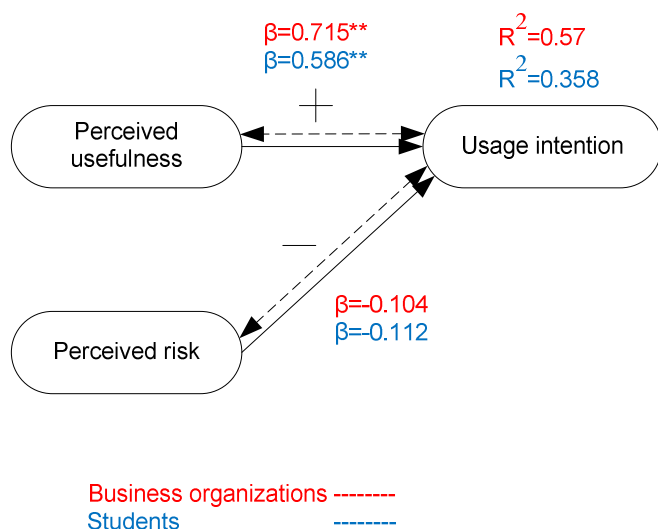 β=0.715**
β=0.586**
R²=0.57
R²=0.358
+
Perceived
usefulness
Usage intention
—
β=-0.104
β=-0.112
Perceived risk
Business organizations --------
Students --------